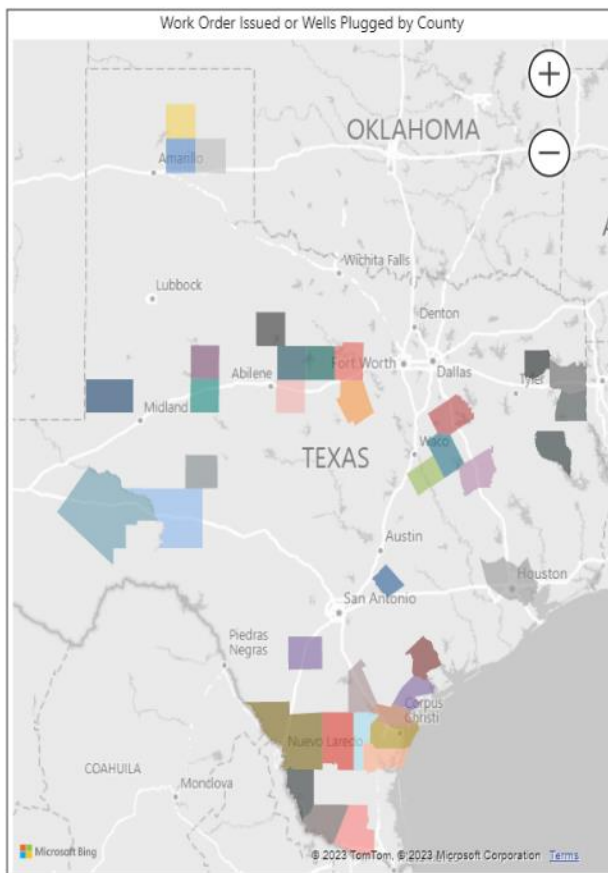 Work Order Issued or Wells Plugged by County
+
OKLAHOMA
−
Amarillo
A
Wichita Falls
Lubbock
Denton
Fort Worth
Dallas
Abilene
Tyler
Midland
Waco
TEXAS
Austin
Houston
San Antonio
Piedras
Negras
Corpus
Christi
Nuevo Laredo
COAHUILA
Monclova
Microsoft Bing
© 2023 TomTom, © 2023 Microsoft Corporation Terms